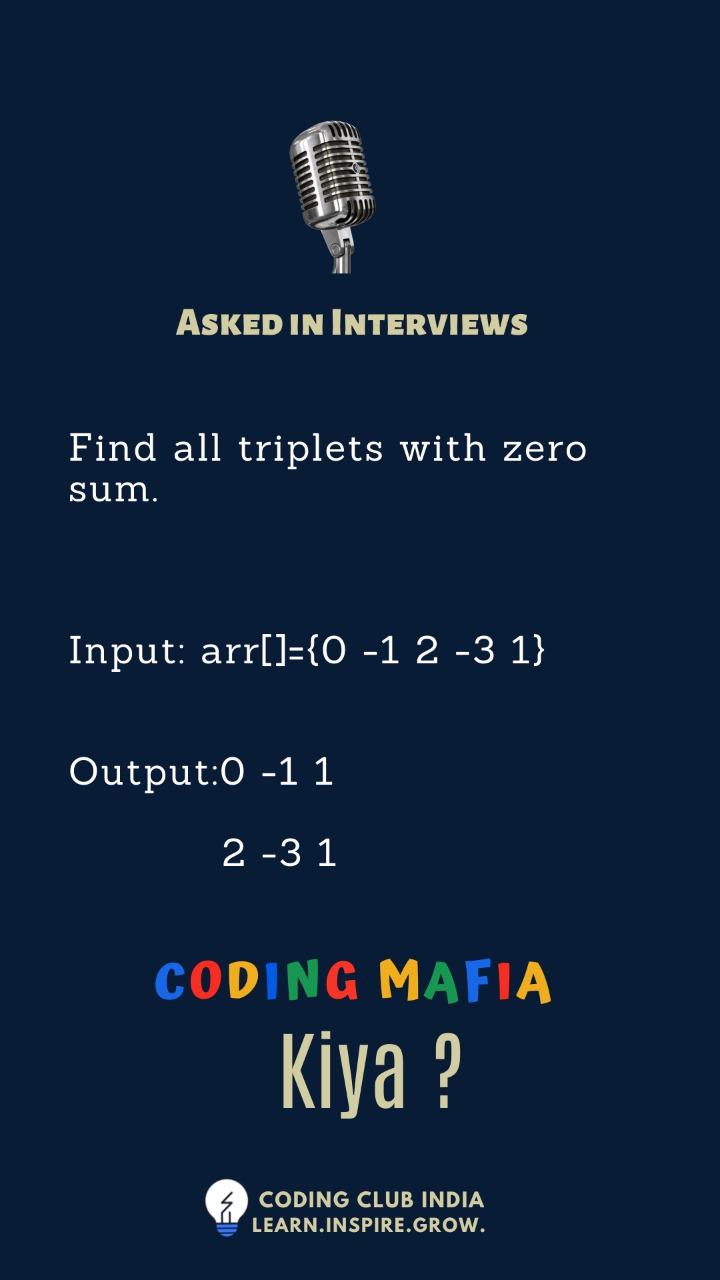 Asked in Interviews
Find all triplets with zero
sum.
Input: arr[]={0 -1 2 -3 1}
Output:0 -1 1
2 -3 1
CODING MAFIA
Kiya ?
CODING CLUB INDIA
LEARN.INSPIRE.GROW.